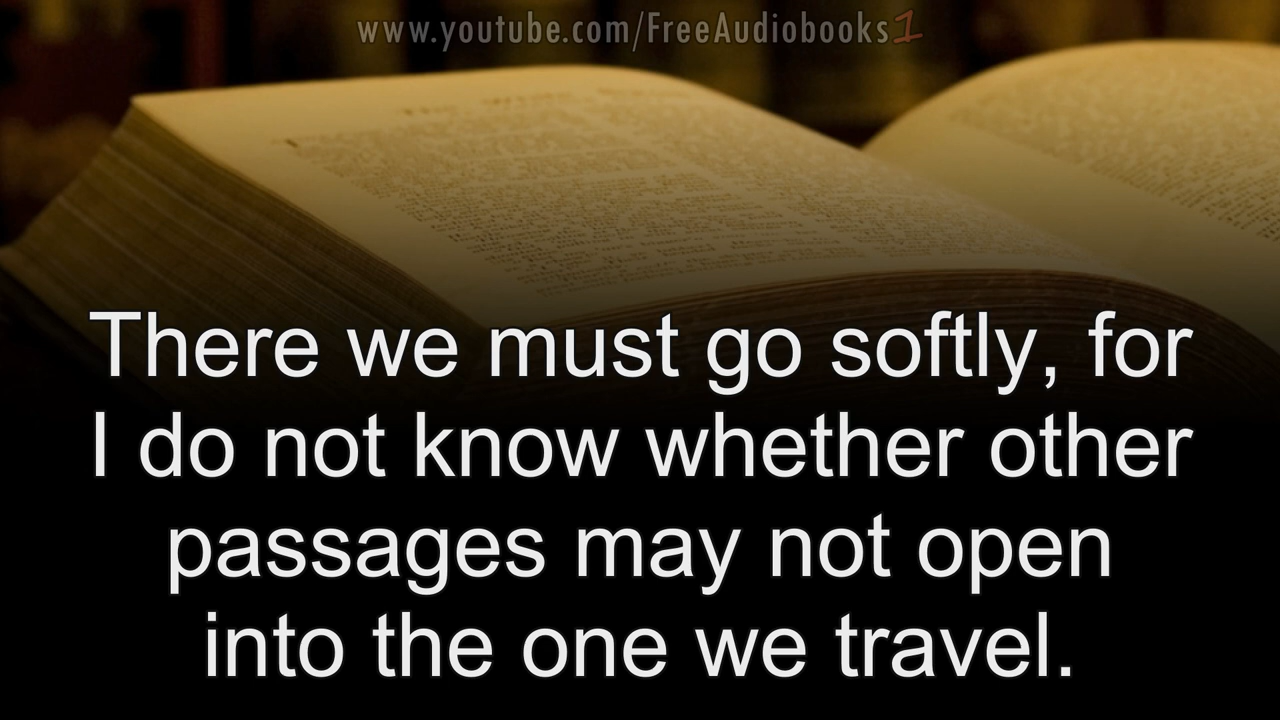 www.youtube.com/FreeAudiobooks1
There we must go softly, for
I do not know whether other
passages may not open
into the one we travel.